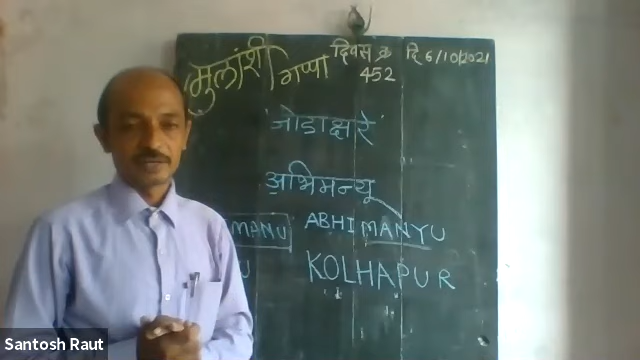 मुलांशी गप्पा दिवस क्र 452 दि 6/10/2021
'जोडाक्षरे'
अभिमन्यू
MANU ABHIMANYU
U KOLHAPUR
Santosh Raut